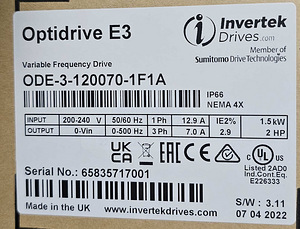 Optidrive E3
Invertek
Drives.com
Member of
Sumitomo Drive Technologies
Variable Frequency Drive
ODE-3-120070-1F1A
IP66
NEMA 4X
INPUT 200-240 V 50/60 Hz 1 Ph 12.9 A IE2% 1.5kW
OUTPUT 0-Vin 0-500 Hz 3 Ph 7.0 A 2.9 2 HP
UK
CA
CE
C UL US
Listed 2AD0
Ind.Cont.Eq.
E226333
Serial No.: 65835717001
Made in the UK
www.invertekdrives.com
S/W : 3.11
07 04 2022